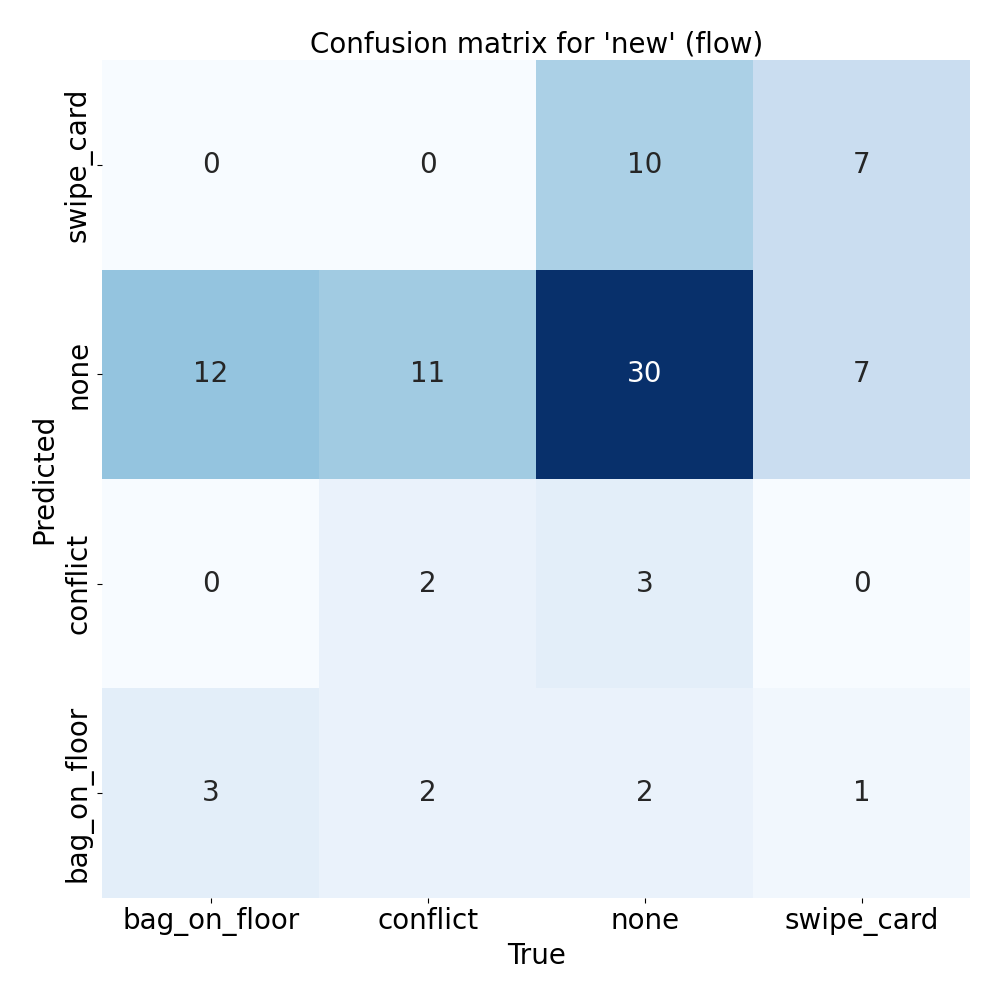 Confusion matrix for 'new' (flow)
Predicted
swipe_card
0 0 10 7
none
12 11 30 7
conflict
0 2 3 0
bag_on_floor
3 2 2 1
bag_on_floor conflict none swipe_card
True